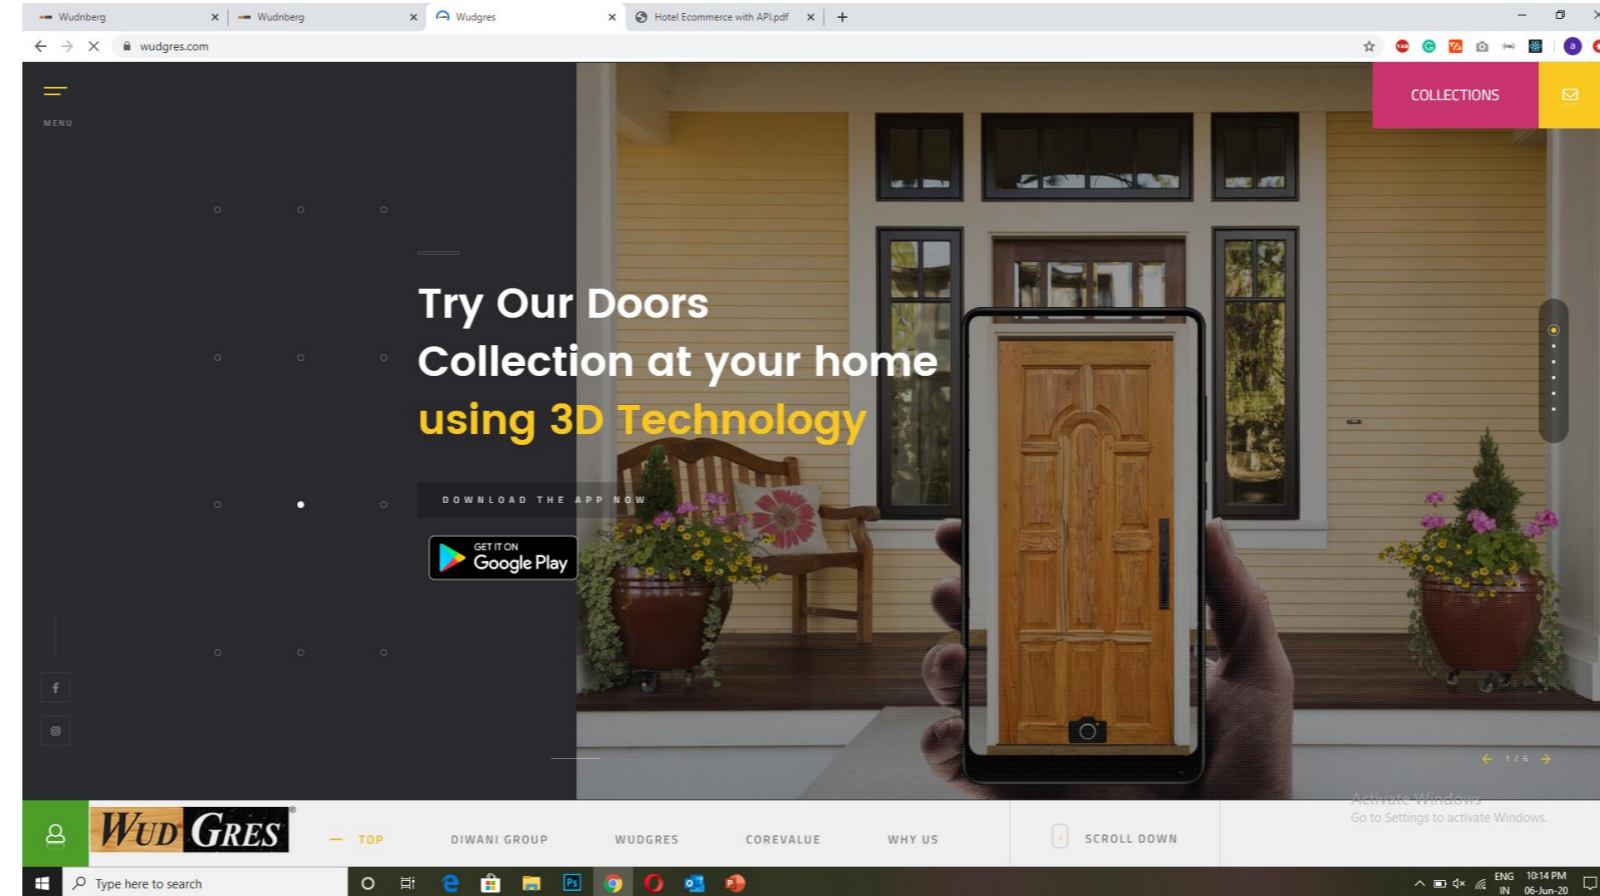 Wudnberg
Wudnberg
Wudgres
Hotel Ecommerce with API.pdf
wudgres.com
MENU
COLLECTIONS
Try Our Doors
Collection at your home
using 3D Technology
DOWNLOAD THE APP NOW
GET IT ON
Google Play
1 / 6
Activate Windows
Go to Settings to activate Windows.
WUD GRES®
TOP
DIWANI GROUP
WUDGRES
COREVALUE
WHY US
SCROLL DOWN
Type here to search
ENG
IN
10:14 PM
06-Jun-20